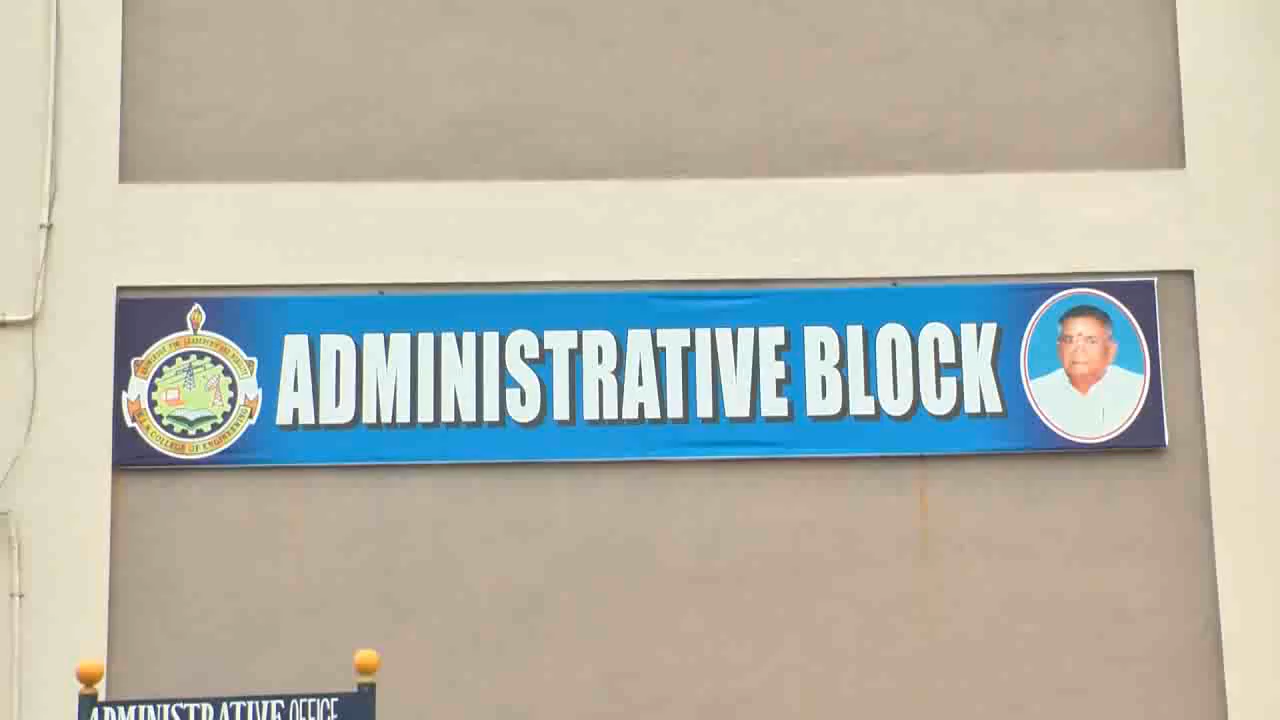 ADMINISTRATIVE BLOCK
COLLEGE OF ENGINEERING
ADMINISTRATIVE OFFICE